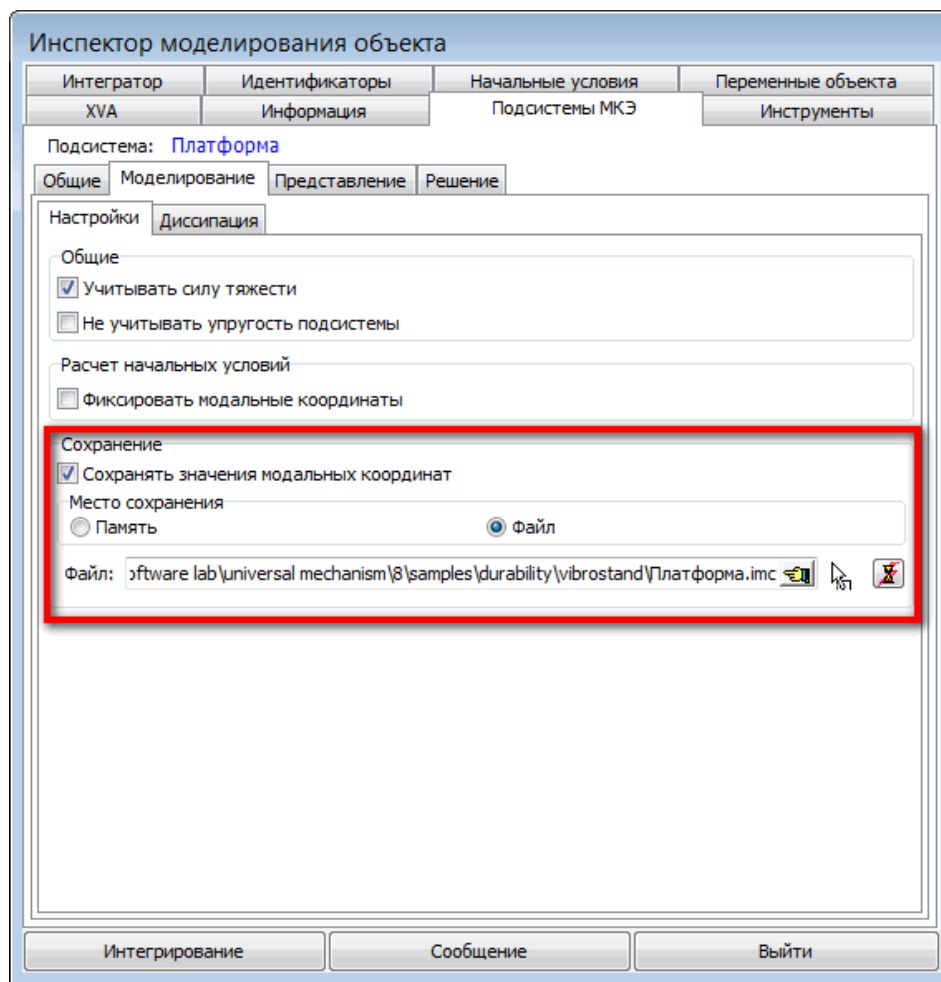 Инспектор моделирования объекта
Интегратор Идентификаторы Начальные условия Переменные объекта
XVA Информация Подсистемы МКЭ Инструменты
Подсистема: Платформа
Общие Моделирование Представление Решение
Настройки Диссипация
Общие
Учитывать силу тяжести
Не учитывать упругость подсистемы
Расчет начальных условий
Фиксировать модальные координаты
Сохранение
Сохранять значения модальных координат
Место сохранения
Память Файл
Файл: oftware lab\universal mechanism\8\samples\durability\vibrostand\Платформа.imc
Интегрирование Сообщение Выйти